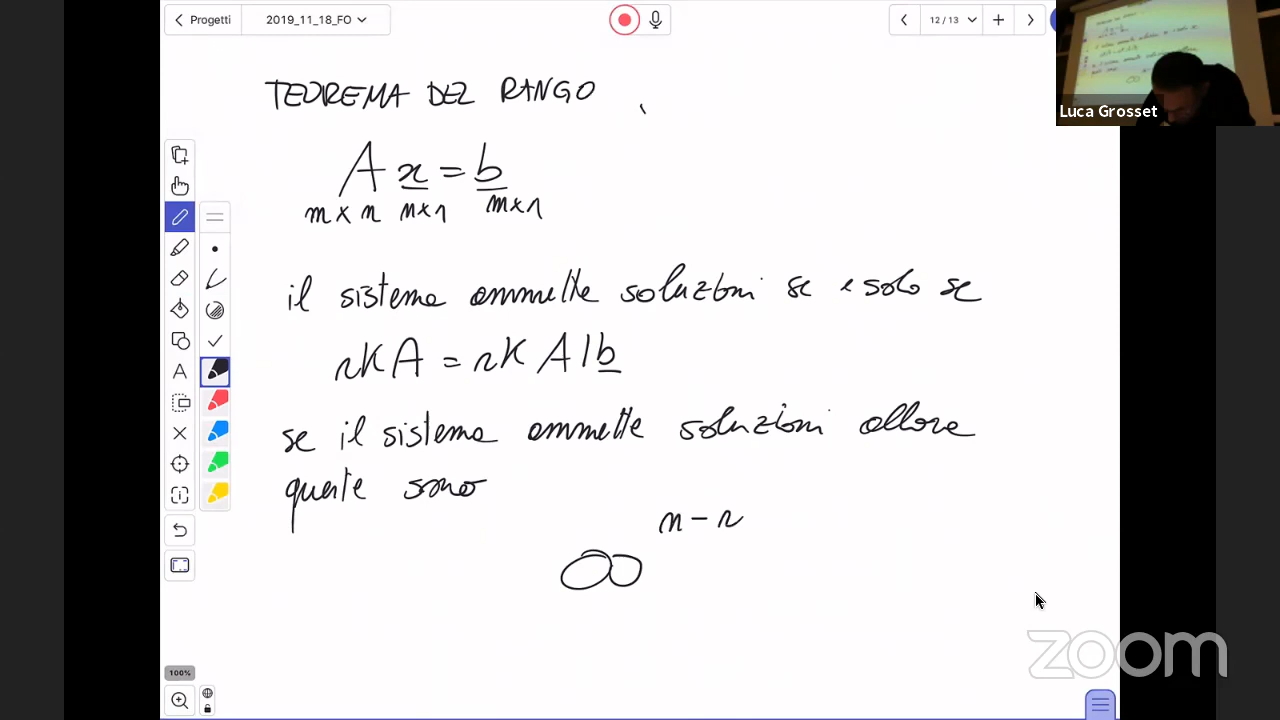 Progetti 2019_11_18_FO 12 / 13
Luca Grosset
TEOREMA DEL RANGO
A x = b
m x n n x 1 m x 1
il sistema ammette soluzioni se e solo se
rk A = rk A | b
se il sistema ammette soluzioni allora
queste sono
∞ n - r
100%
zoom